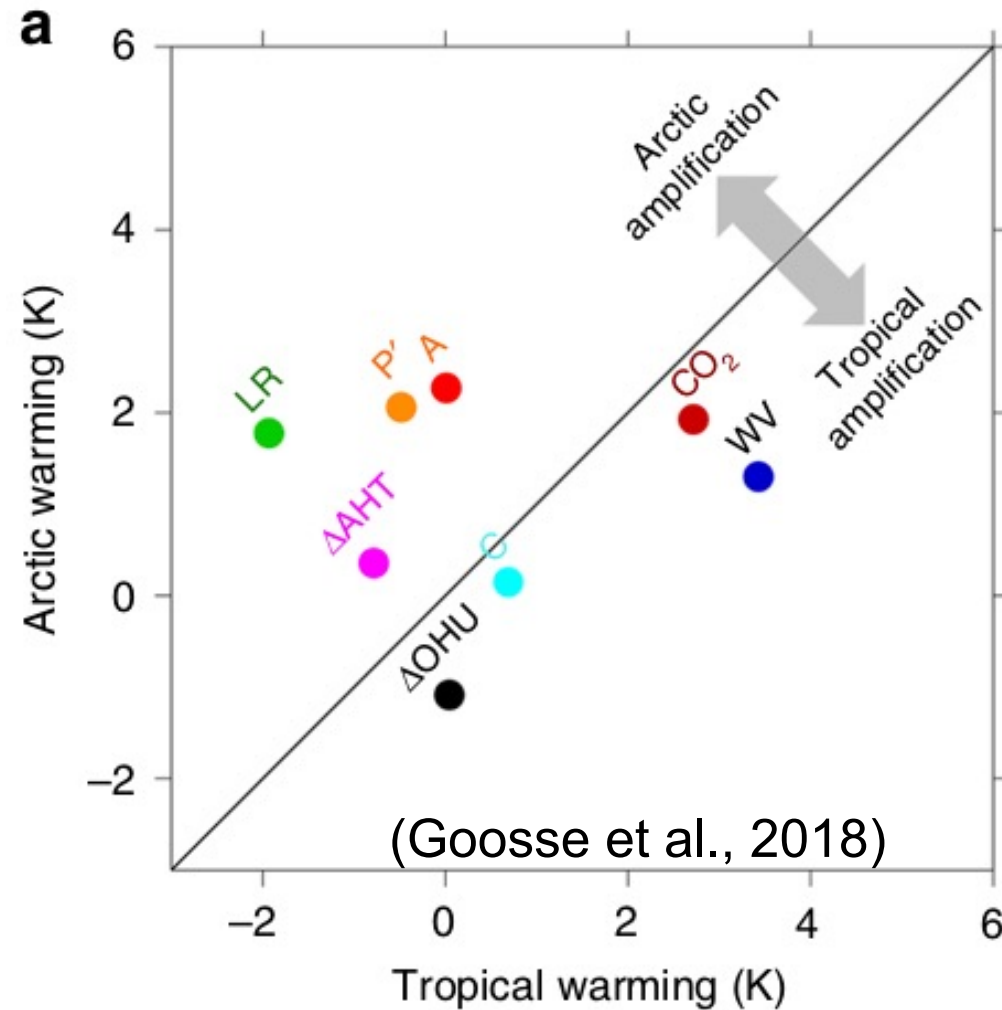 a
6
4
2
0
−2
Arctic warming (K)
Arctic
amplification
Tropical
amplification
LR
P′
A
CO₂
WV
ΔAHT
C
ΔOHU
(Goosse et al., 2018)
−2
0
2
4
6
Tropical warming (K)